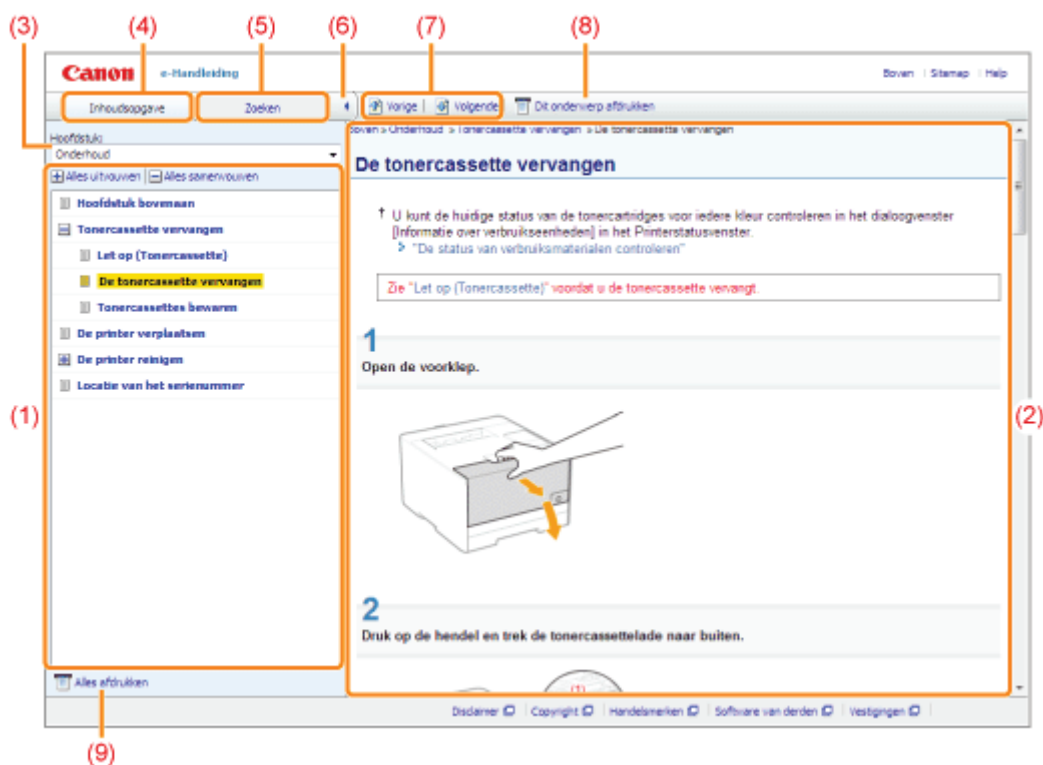 (3) (4) (5) (6) (7) (8)
Canon e-Handleiding Boven Sitemap Help
Inhoudsopgave Zoeken Vorige Volgende Dit onderwerp afdrukken
Hoofdstuk:
Onderhoud
Alles uitvouwen Alles samenvouwen
Hoofdstuk bovenaan
Tonercassette vervangen
Let op (Tonercassette)
De tonercassette vervangen
Tonercassettes bewaren
De printer verplaatsen
De printer reinigen
Locatie van het serienummer
(1)
Alles afdrukken
(9)
Boven > Onderhoud > Tonercassette vervangen > De tonercassette vervangen
De tonercassette vervangen
† U kunt de huidige status van de tonercartridges voor iedere kleur controleren in het dialoogvenster
[Informatie over verbruikseenheden] in het Printerstatusvenster.
> "De status van verbruiksmaterialen controleren"
Zie "Let op (Tonercassette)" voordat u de tonercassette vervangt.
1
Open de voorklep.
(2)
2
Druk op de hendel en trek de tonercassettelade naar buiten.
(1)
Disclaimer Copyright Handelsmerken Software van derden Vestigingen